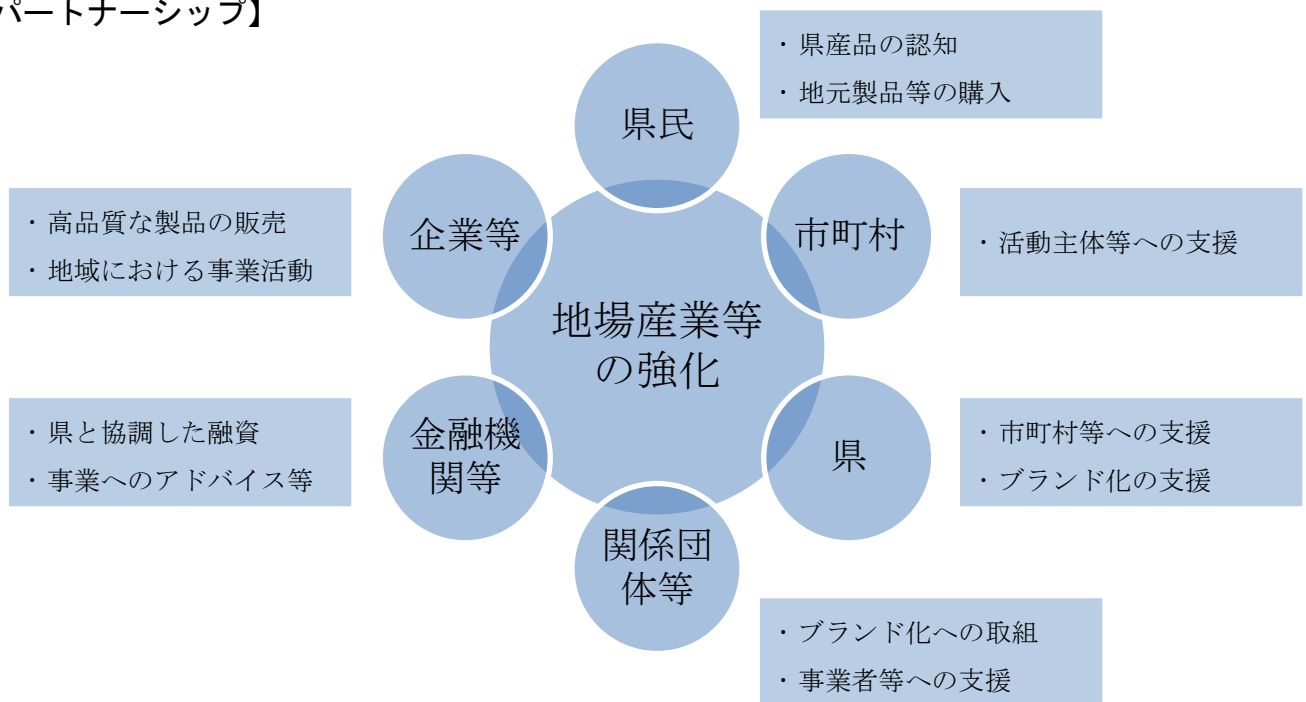 パートナーシップ】
・県産品の認知
・地元製品等の購入
県民
企業等
・高品質な製品の販売
・地域における事業活動
市町村
・活動主体等への支援
地場産業等
の強化
金融機
関等
・県と協調した融資
・事業へのアドバイス等
県
・市町村等への支援
・ブランド化の支援
関係団
体等
・ブランド化への取組
・事業者等への支援